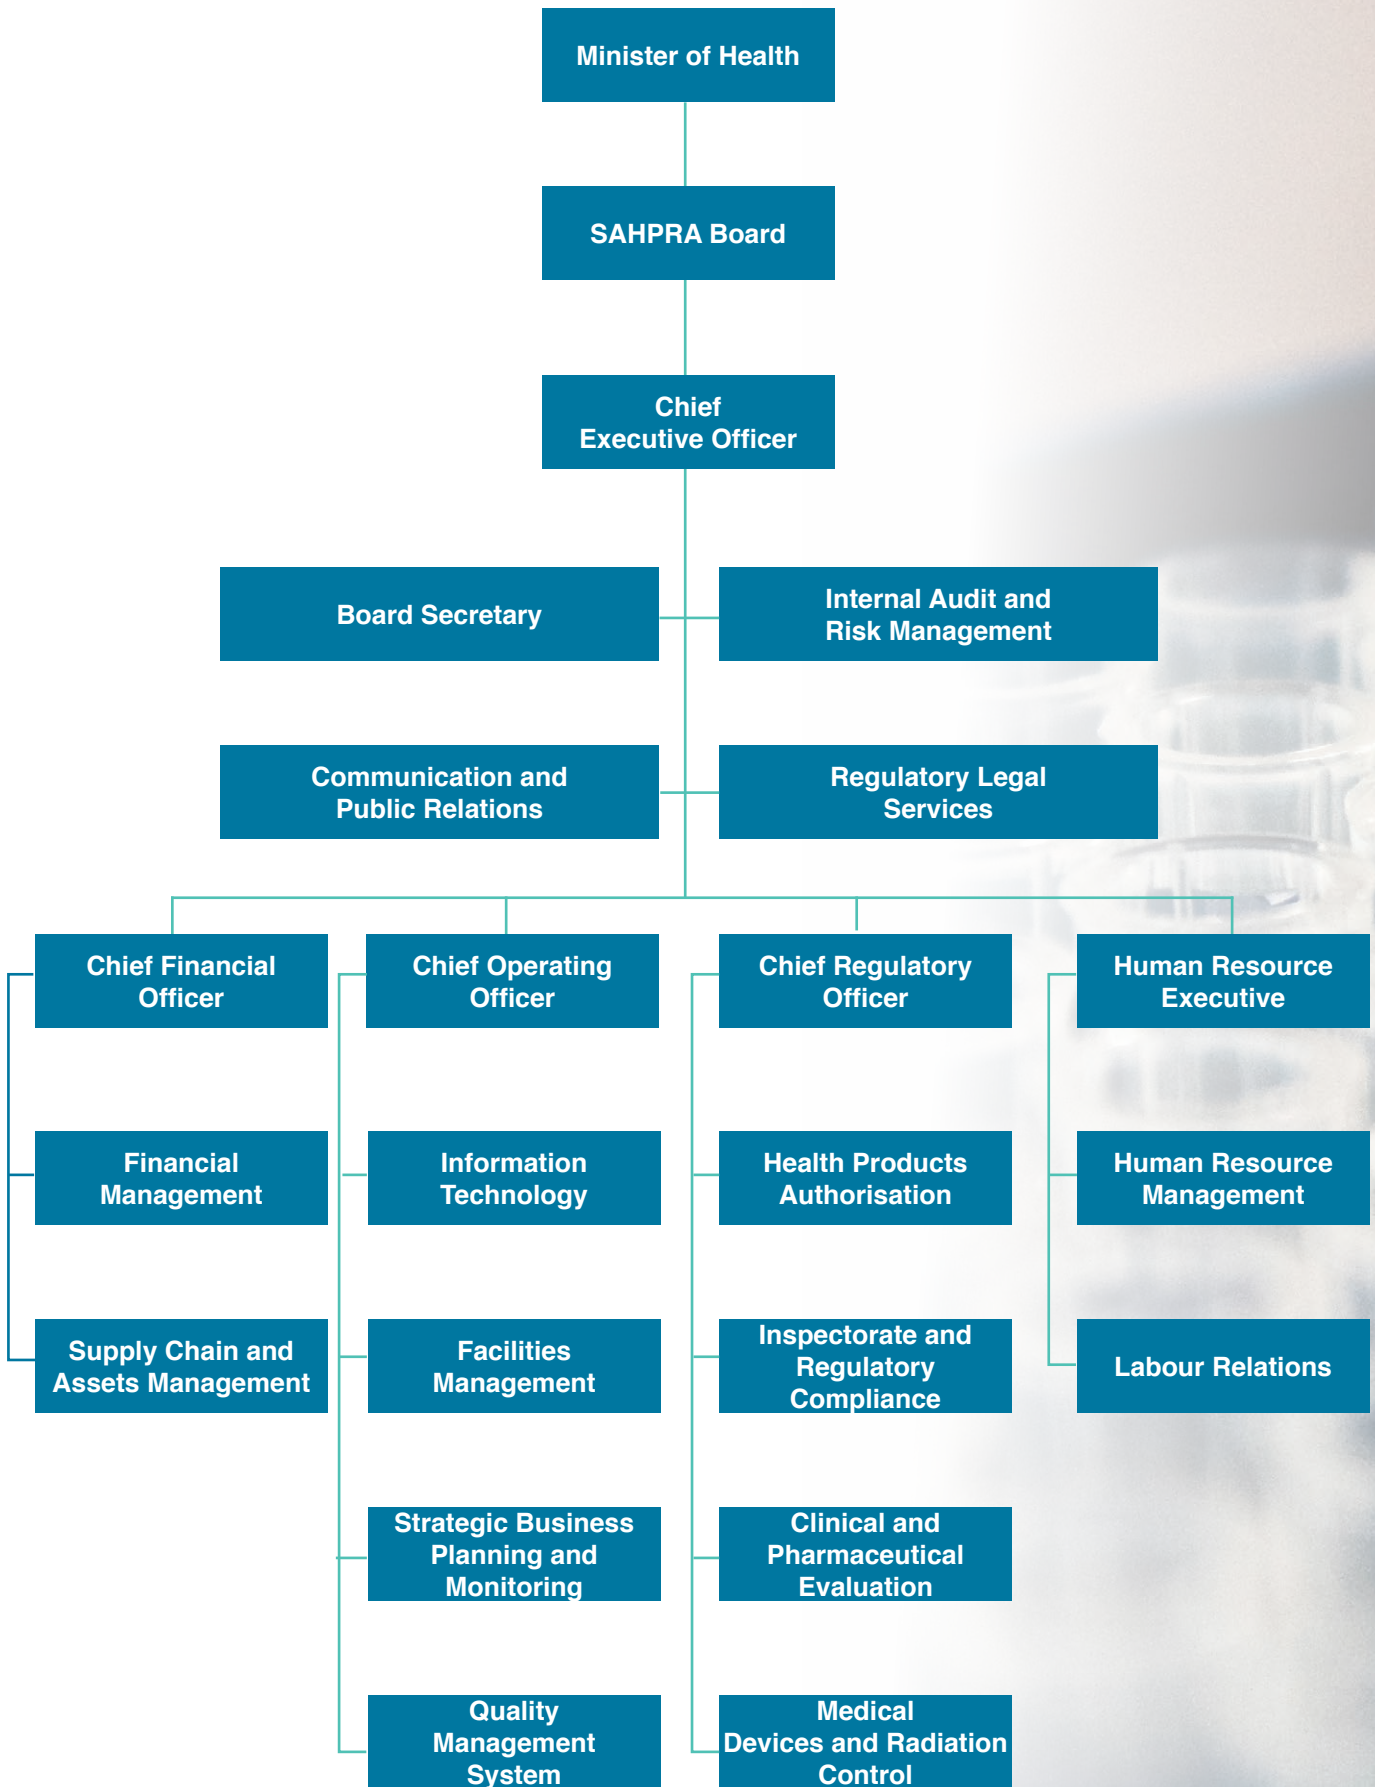 Minister of Health
SAHPRA Board
Chief
Executive Officer
Board Secretary
Internal Audit and
Risk Management
Communication and
Public Relations
Regulatory Legal
Services
Chief Financial
Officer
Chief Operating
Officer
Chief Regulatory
Officer
Human Resource
Executive
Financial
Management
Information
Technology
Health Products
Authorisation
Human Resource
Management
Supply Chain and
Assets Management
Facilities
Management
Inspectorate and
Regulatory
Compliance
Labour Relations
Strategic Business
Planning and
Monitoring
Clinical and
Pharmaceutical
Evaluation
Quality
Management
System
Medical
Devices and Radiation
Control